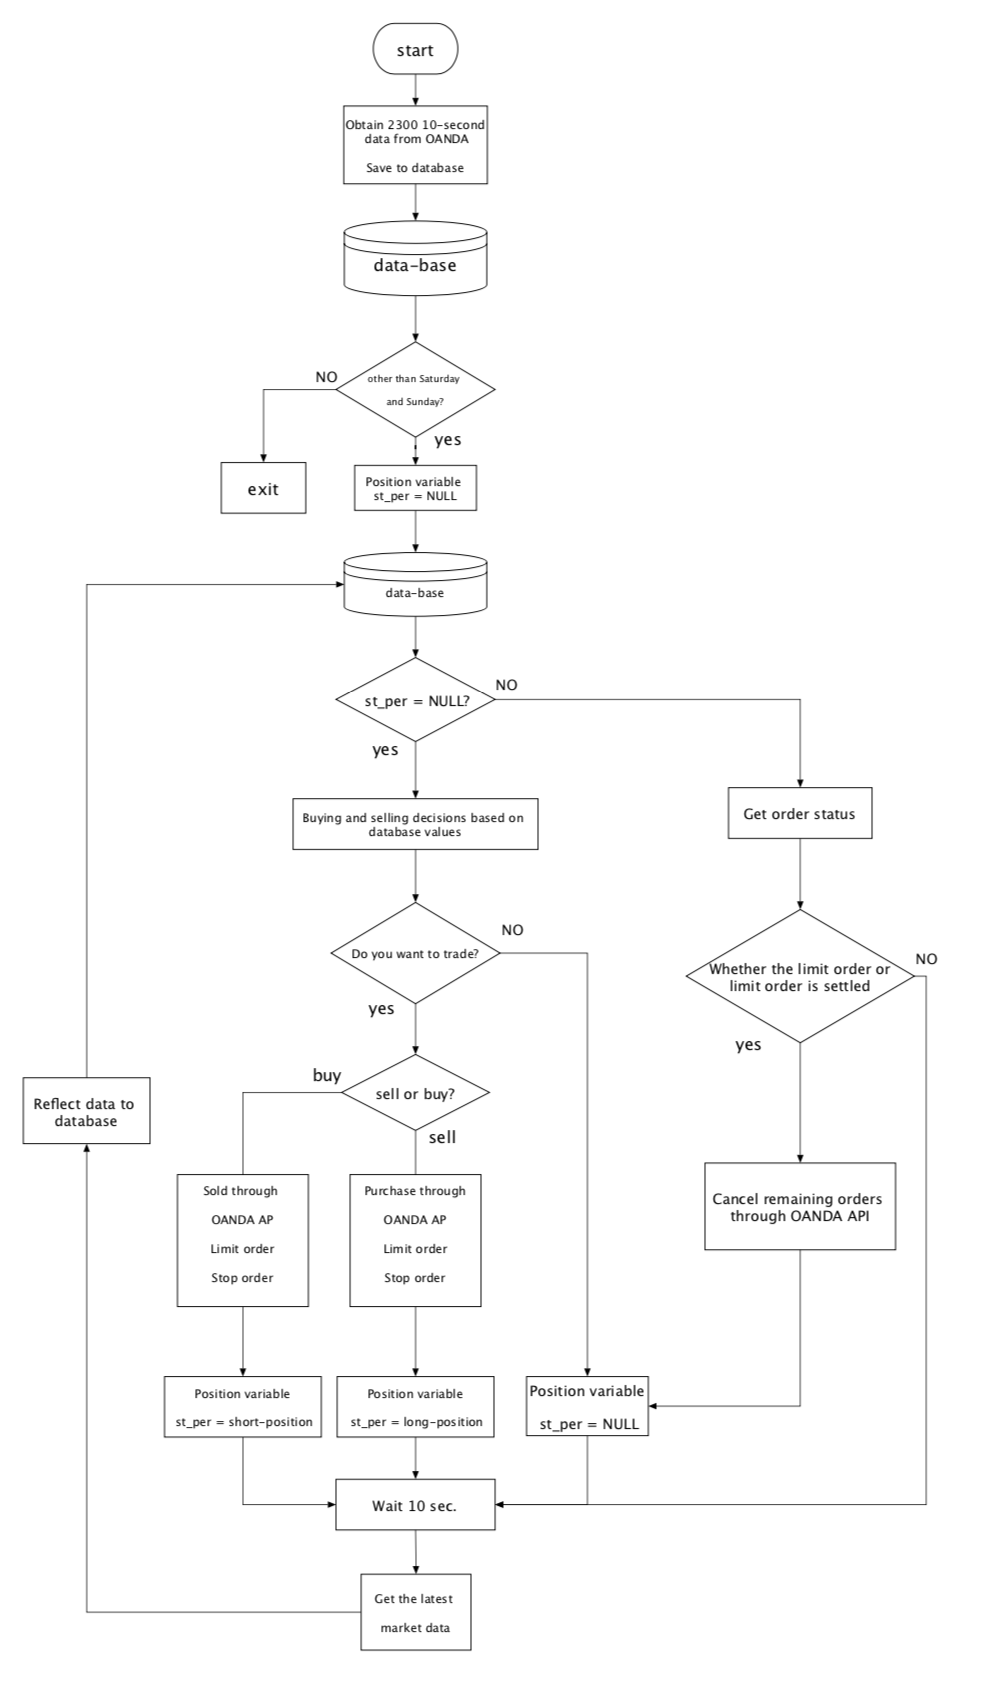 start
Obtain 2300 10-second
data from OANDA
Save to database
data-base
NO
other than Saturday
and Sunday?
yes
exit
Position variable
st_per = NULL
data-base
NO
st_per = NULL?
yes
Buying and selling decisions based on
database values
Get order status
NO
Do you want to trade?
yes
NO
Whether the limit order or
limit order is settled
yes
buy
sell or buy?
sell
Reflect data to
database
Sold through
OANDA AP
Limit order
Stop order
Purchase through
OANDA AP
Limit order
Stop order
Cancel remaining orders
through OANDA API
Position variable
st_per = short-position
Position variable
st_per = long-position
Position variable
st_per = NULL
Wait 10 sec.
Get the latest
market data